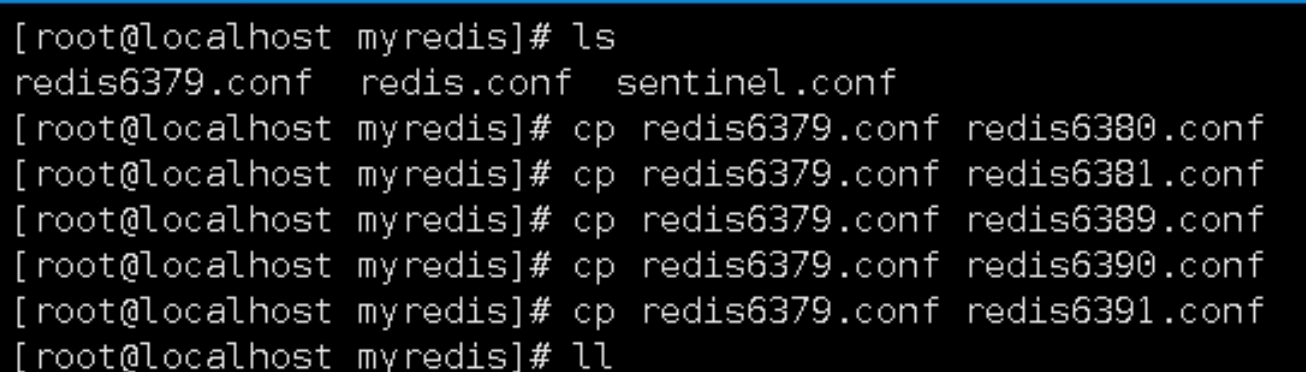 [root@localhost myredis]# ls
redis6379.conf  redis.conf  sentinel.conf
[root@localhost myredis]# cp redis6379.conf redis6380.conf
[root@localhost myredis]# cp redis6379.conf redis6381.conf
[root@localhost myredis]# cp redis6379.conf redis6389.conf
[root@localhost myredis]# cp redis6379.conf redis6390.conf
[root@localhost myredis]# cp redis6379.conf redis6391.conf
[root@localhost myredis]# ll